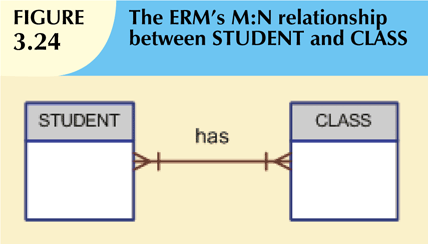 FIGURE
3.24
The ERM's M:N relationship
between STUDENT and CLASS
STUDENT
has
CLASS